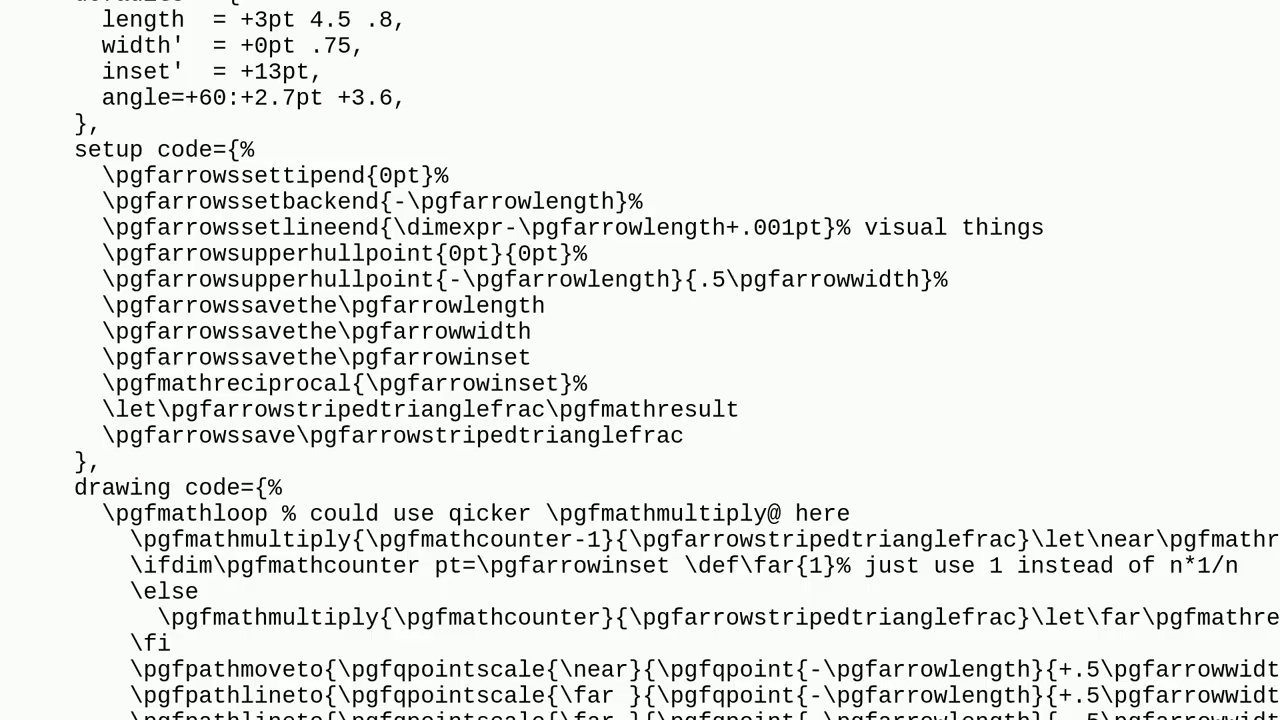 length  = +3pt 4.5 .8,
width'  = +0pt .75,
inset'  = +13pt,
angle=+60:+2.7pt +3.6,
},
setup code={%
\pgfarrowssettipend{0pt}%
\pgfarrowssetbackend{-\pgfarrowlength}%
\pgfarrowssetlineend{\dimexpr-\pgfarrowlength+.001pt}% visual things
\pgfarrowsupperhullpoint{0pt}{0pt}%
\pgfarrowsupperhullpoint{-\pgfarrowlength}{.5\pgfarrowwidth}%
\pgfarrowssavethe\pgfarrowlength
\pgfarrowssavethe\pgfarrowwidth
\pgfarrowssavethe\pgfarrowinset
\pgfmathreciprocal{\pgfarrowinset}%
\let\pgfarrowstripedtrianglefrac\pgfmathresult
\pgfarrowssave\pgfarrowstripedtrianglefrac
},
drawing code={%
\pgfmathloop % could use qicker \pgfmathmultiply@ here
\pgfmathmultiply{\pgfmathcounter-1}{\pgfarrowstripedtrianglefrac}\let\near\pgfmathr
\ifdim\pgfmathcounter pt=\pgfarrowinset \def\far{1}% just use 1 instead of n*1/n
\else
\pgfmathmultiply{\pgfmathcounter}{\pgfarrowstripedtrianglefrac}\let\far\pgfmathre
\fi
\pgfpathmoveto{\pgfqpointscale{\near}{\pgfqpoint{-\pgfarrowlength}{+.5\pgfarrowwidt
\pgfpathlineto{\pgfqpointscale{\far }{\pgfqpoint{-\pgfarrowlength}{+.5\pgfarrowwidt